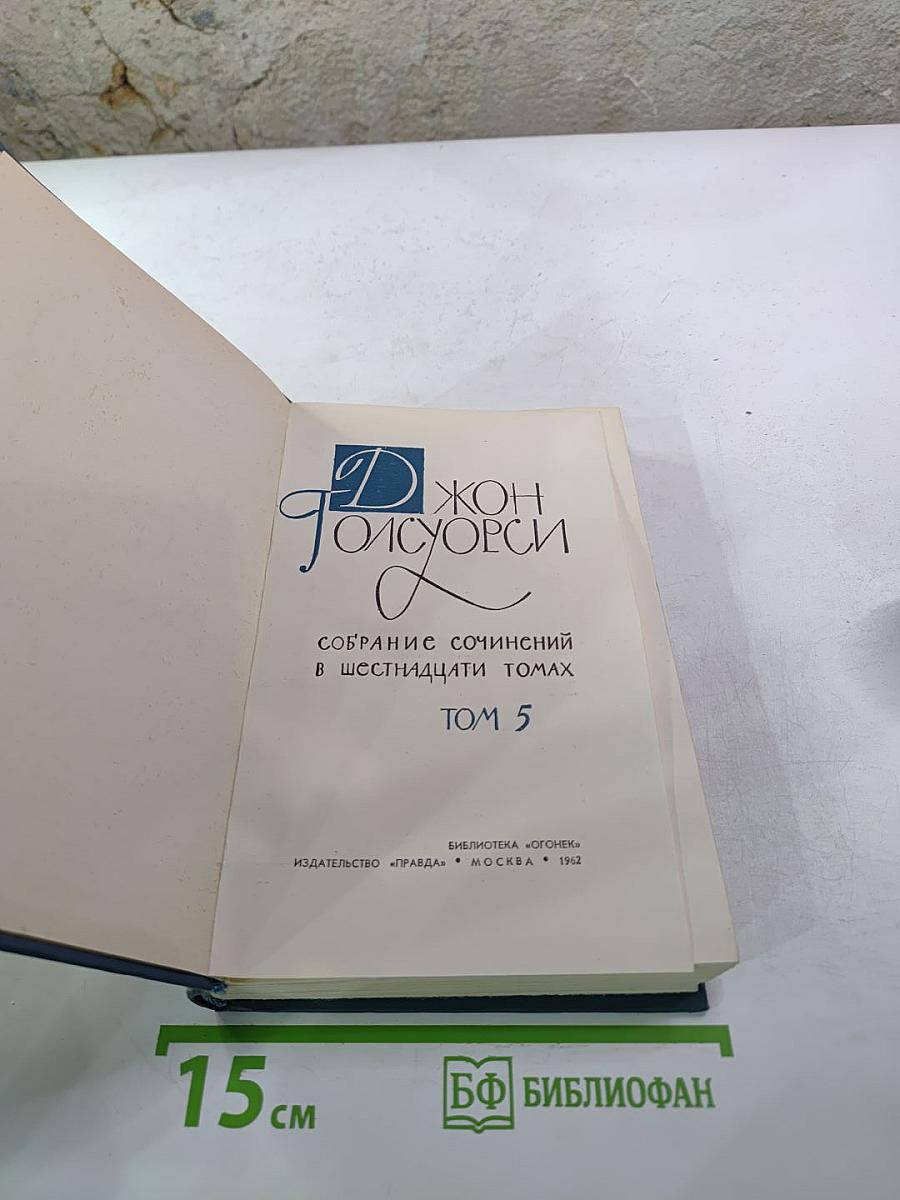 ДЖОН
ГОЛСУОРСИ
СОБРАНИЕ СОЧИНЕНИЙ
В ШЕСТНАДЦАТИ ТОМАХ
ТОМ 5
БИБЛИОТЕКА «ОГОНЕК»
ИЗДАТЕЛЬСТВО «ПРАВДА» • МОСКВА • 1962
15 см
БФ БИБЛИОФАН